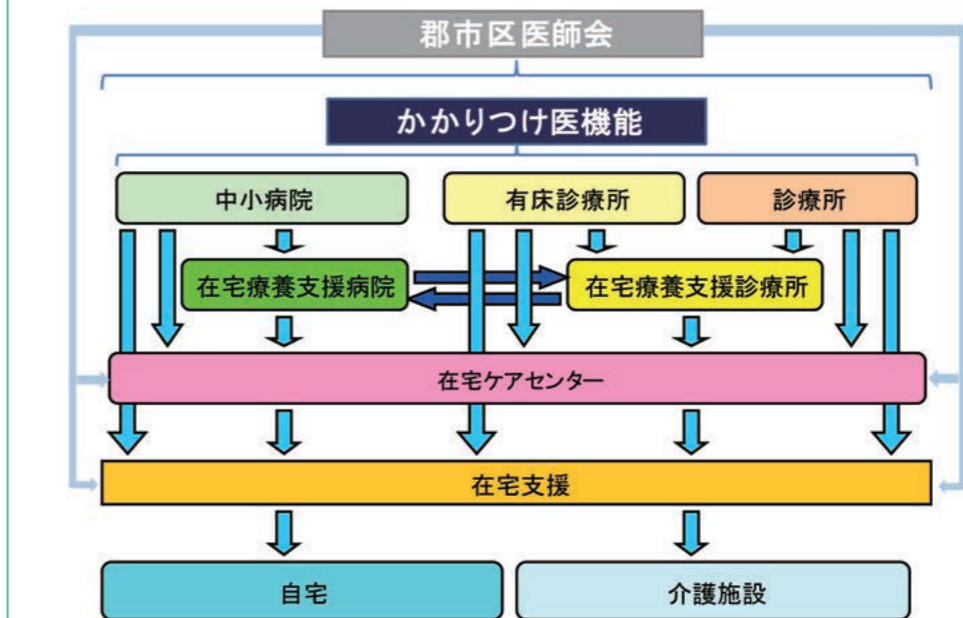 郡市区医師会
かかりつけ医機能
中小病院
有床診療所
診療所
在宅療養支援病院
在宅療養支援診療所
在宅ケアセンター
在宅支援
自宅
介護施設